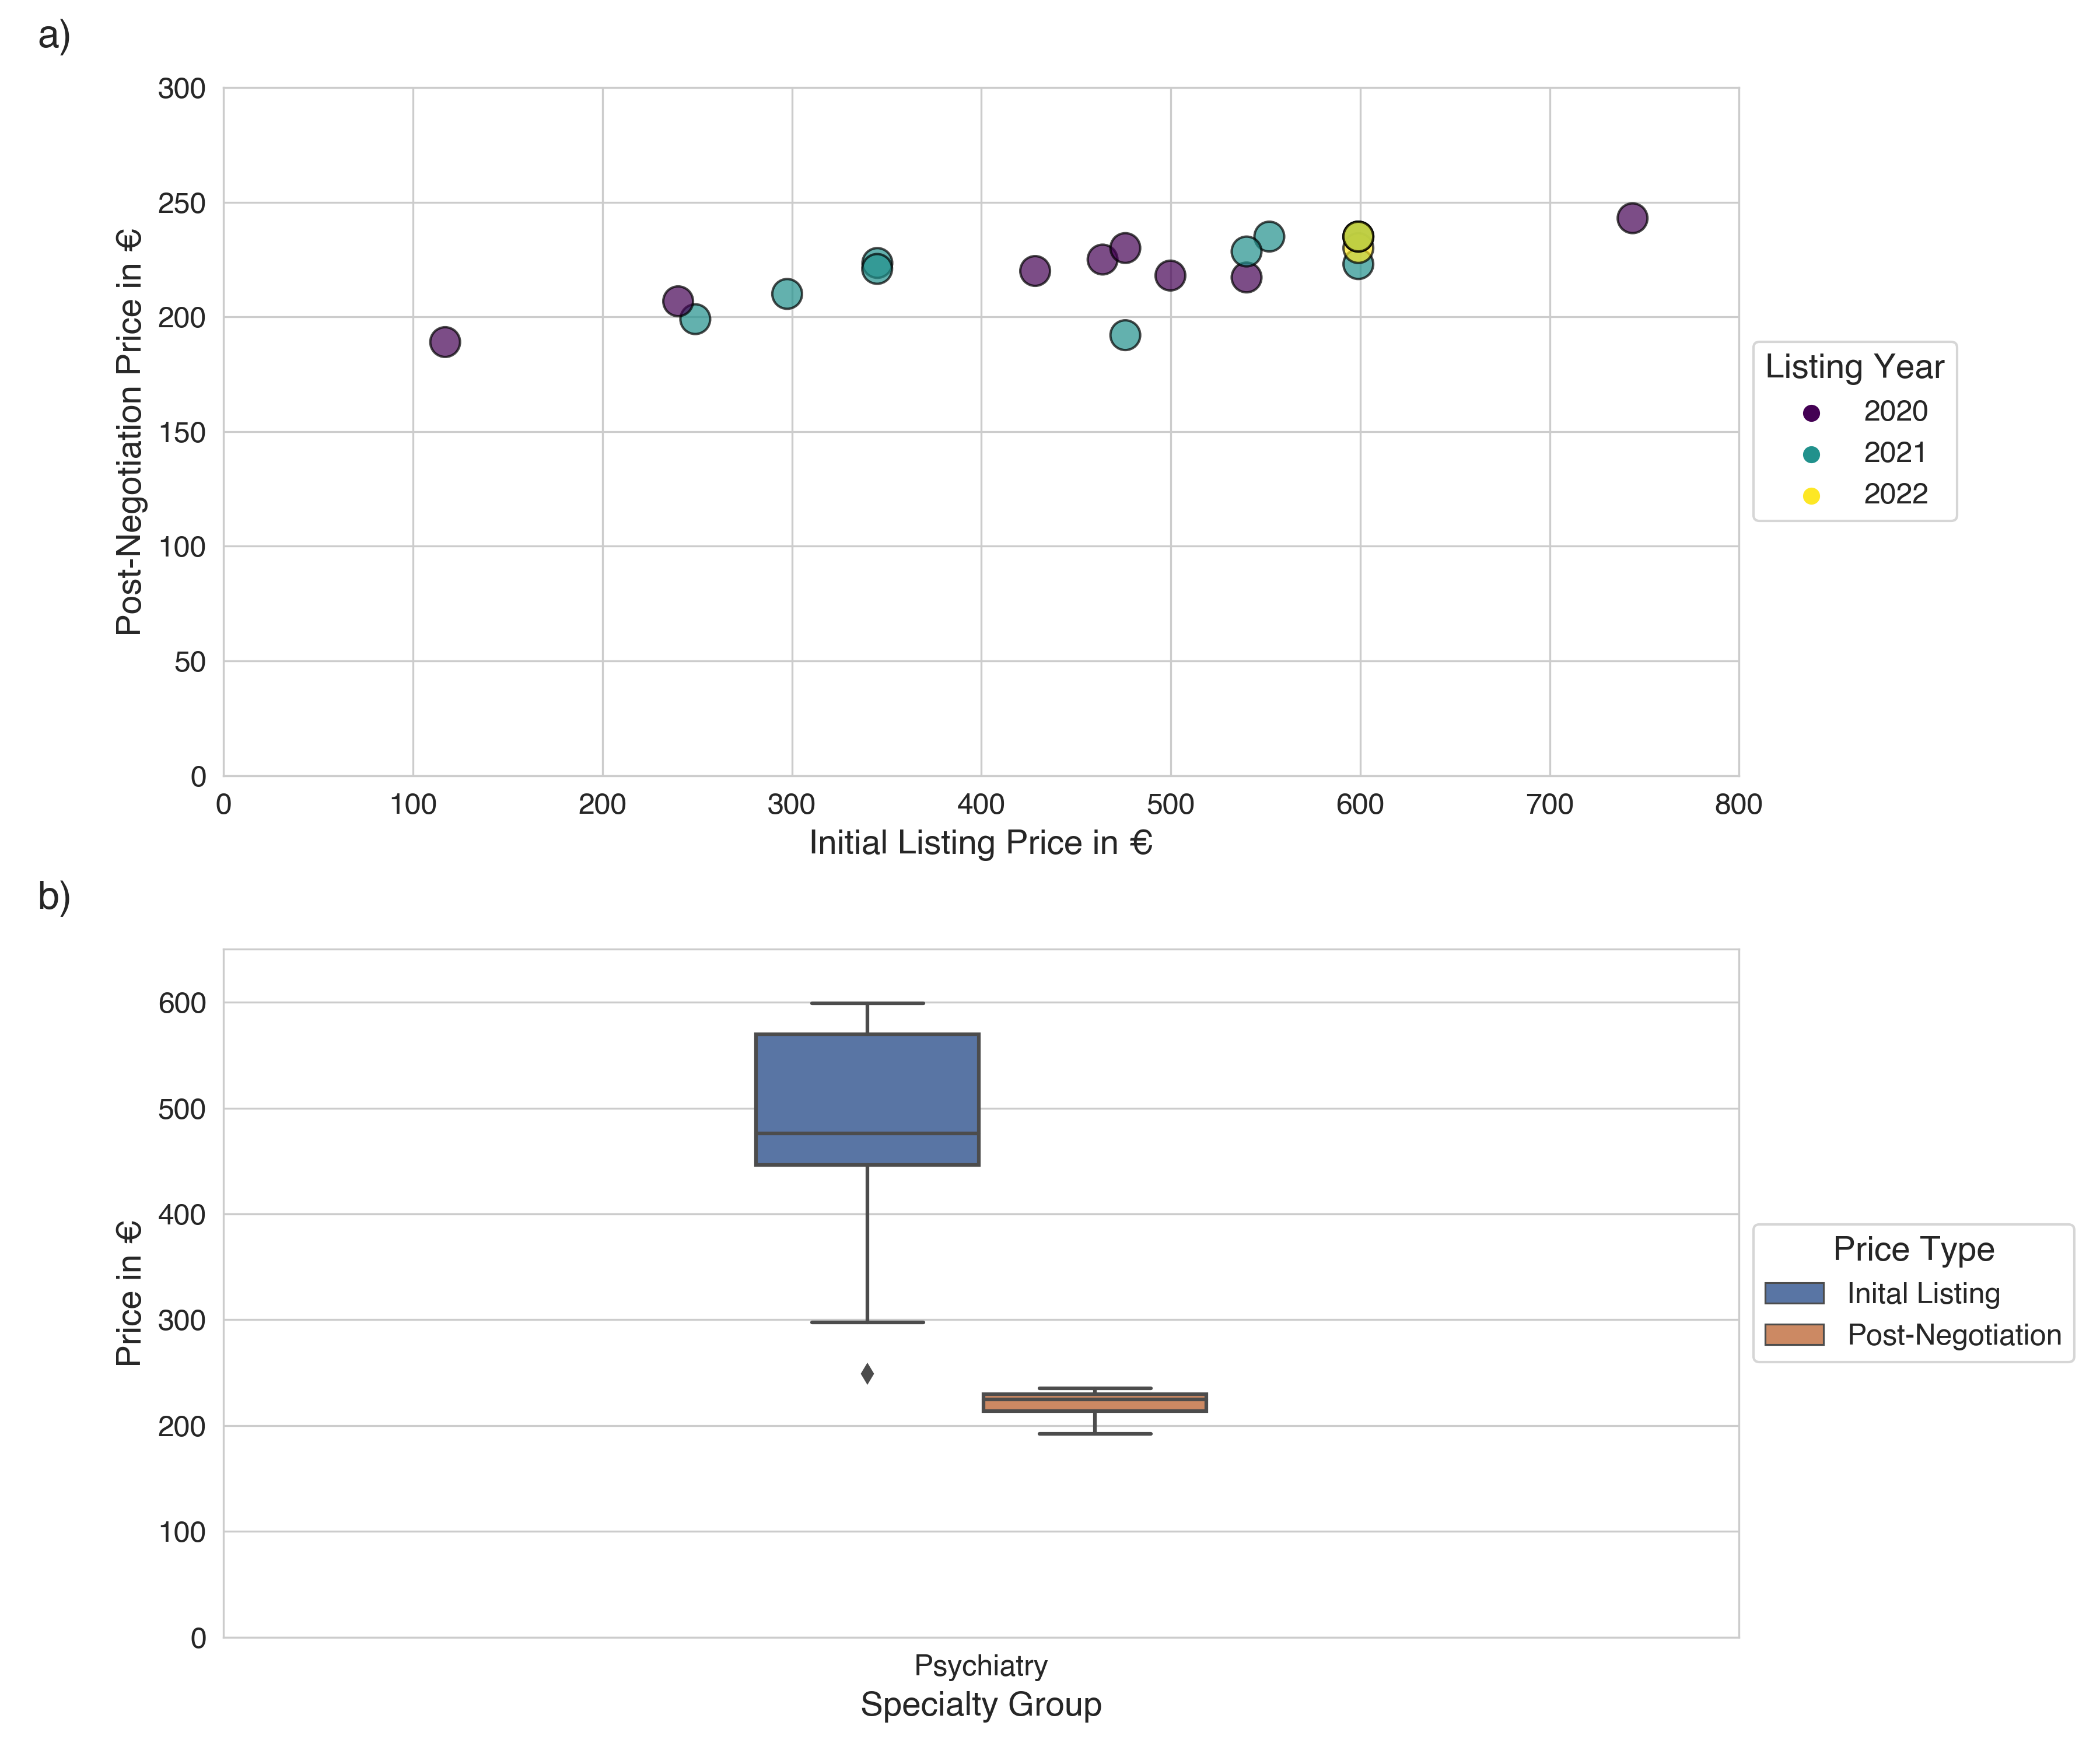 a)
300
250
200
150
100
50
0
Post-Negotiation Price in €
0 100 200 300 400 500 600 700 800
Initial Listing Price in €
Listing Year
2020
2021
2022
b)
600
500
400
300
200
100
0
Price in €
Psychiatry
Specialty Group
Price Type
Inital Listing
Post-Negotiation